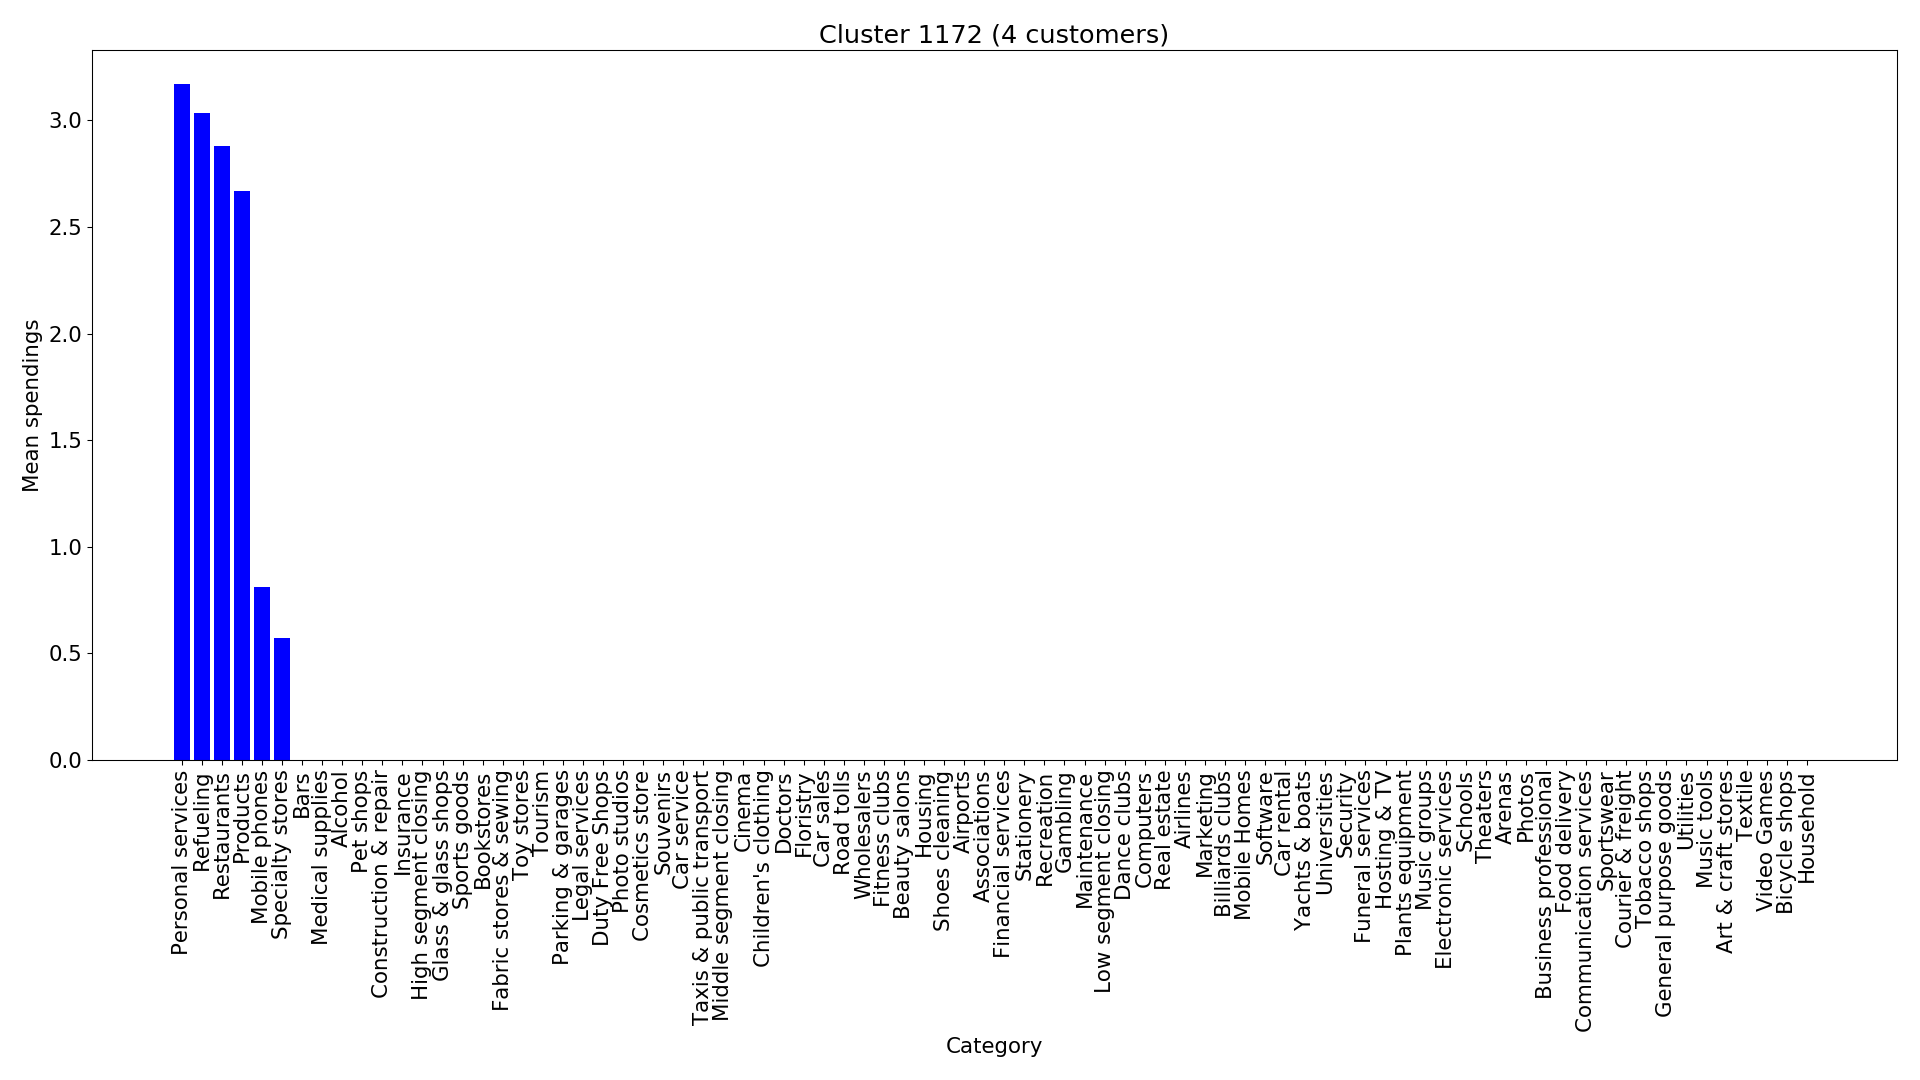 Cluster 1172 (4 customers)
Mean spendings
3.0
2.5
2.0
1.5
1.0
0.5
0.0
Personal services
Refueling
Restaurants
Products
Mobile phones
Specialty stores
Bars
Medical supplies
Alcohol
Pet shops
Construction & repair
Insurance
High segment closing
Glass & glass shops
Sports goods
Bookstores
Fabric stores & sewing
Toy stores
Tourism
Parking & garages
Legal services
Duty Free Shops
Photo studios
Cosmetics store
Souvenirs
Car service
Taxis & public transport
Middle segment closing
Cinema
Children's clothing
Doctors
Floristry
Car sales
Road tolls
Wholesalers
Fitness clubs
Beauty salons
Housing
Shoes cleaning
Airports
Associations
Financial services
Stationery
Recreation
Gambling
Maintenance
Low segment closing
Dance clubs
Computers
Real estate
Airlines
Marketing
Billiards clubs
Mobile Homes
Software
Car rental
Yachts & boats
Universities
Security
Funeral services
Hosting & TV
Plants equipment
Music groups
Electronic services
Schools
Theaters
Arenas
Photos
Business professional
Food delivery
Communication services
Sportswear
Courier & freight
Tobacco shops
General purpose goods
Utilities
Music tools
Art & craft stores
Textile
Video Games
Bicycle shops
Household
Category